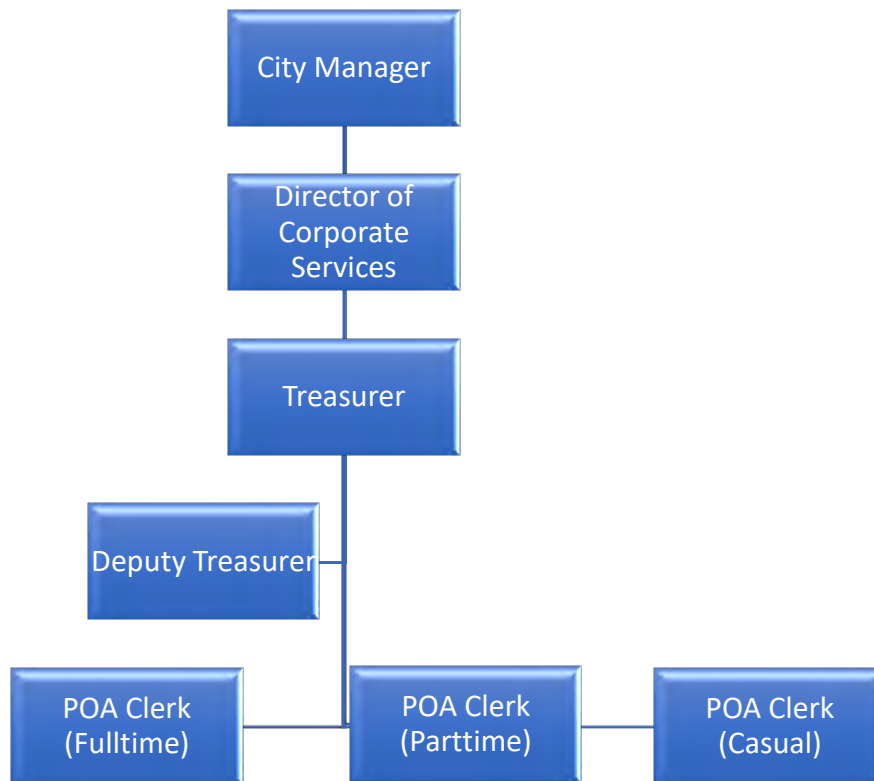 City Manager
Director of
Corporate
Services
Treasurer
Deputy Treasurer
POA Clerk
(Fulltime)
POA Clerk
(Parttime)
POA Clerk
(Casual)